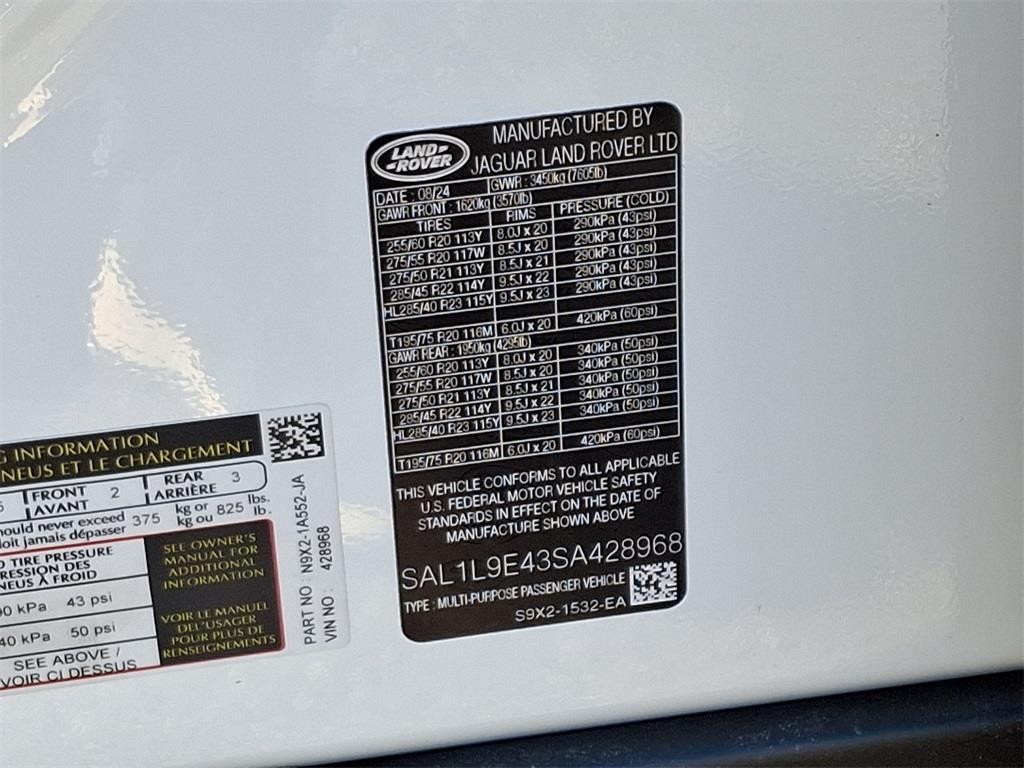 LAND-
-ROVER
MANUFACTURED BY
JAGUAR LAND ROVER LTD
DATE : 08/24 GVWR : 3450kg (7605lb)
GAWR FRONT : 1620kg (3570lb)
TIRES RIMS PRESSURE (COLD)
255/60 R20 113Y 8.0J x 20 290kPa (43psi)
275/55 R20 117W 8.5J x 20 290kPa (43psi)
275/50 R21 113Y 8.5J x 21 290kPa (43psi)
285/45 R22 114Y 9.5J x 22 290kPa (43psi)
HL285/40 R23 115Y 9.5J x 23 290kPa (43psi)
T195/75 R20 116M 6.0J x 20 420kPa (60psi)
GAWR REAR : 1950kg (4295lb)
255/60 R20 113Y 8.0J x 20 340kPa (50psi)
275/55 R20 117W 8.5J x 20 340kPa (50psi)
275/50 R21 113Y 8.5J x 21 340kPa (50psi)
285/45 R22 114Y 9.5J x 22 340kPa (50psi)
HL285/40 R23 115Y 9.5J x 23 340kPa (50psi)
T195/75 R20 116M 6.0J x 20 420kPa (60psi)
THIS VEHICLE CONFORMS TO ALL APPLICABLE
U.S. FEDERAL MOTOR VEHICLE SAFETY
STANDARDS IN EFFECT ON THE DATE OF
MANUFACTURE SHOWN ABOVE
SAL1L9E43SA428968
TYPE : MULTI-PURPOSE PASSENGER VEHICLE
S9X2-1532-EA
INFORMATION
NEUS ET LE CHARGEMENT
5 FRONT 2 REAR 3
AVANT ARRIÈRE
should never exceed 375 kg or 825 lbs.
doit jamais dépasser kg ou lb.
TIRE PRESSURE
PRESSION DES
PNEUS À FROID
90 kPa 43 psi
40 kPa 50 psi
SEE ABOVE /
VOIR CI DESSUS
SEE OWNER'S
MANUAL FOR
ADDITIONAL
INFORMATION
VOIR LE MANUEL
DE L'USAGER
POUR PLUS DE
RENSEIGNEMENTS
PART NO : N9X2-1A552-JA
VIN NO : 428968